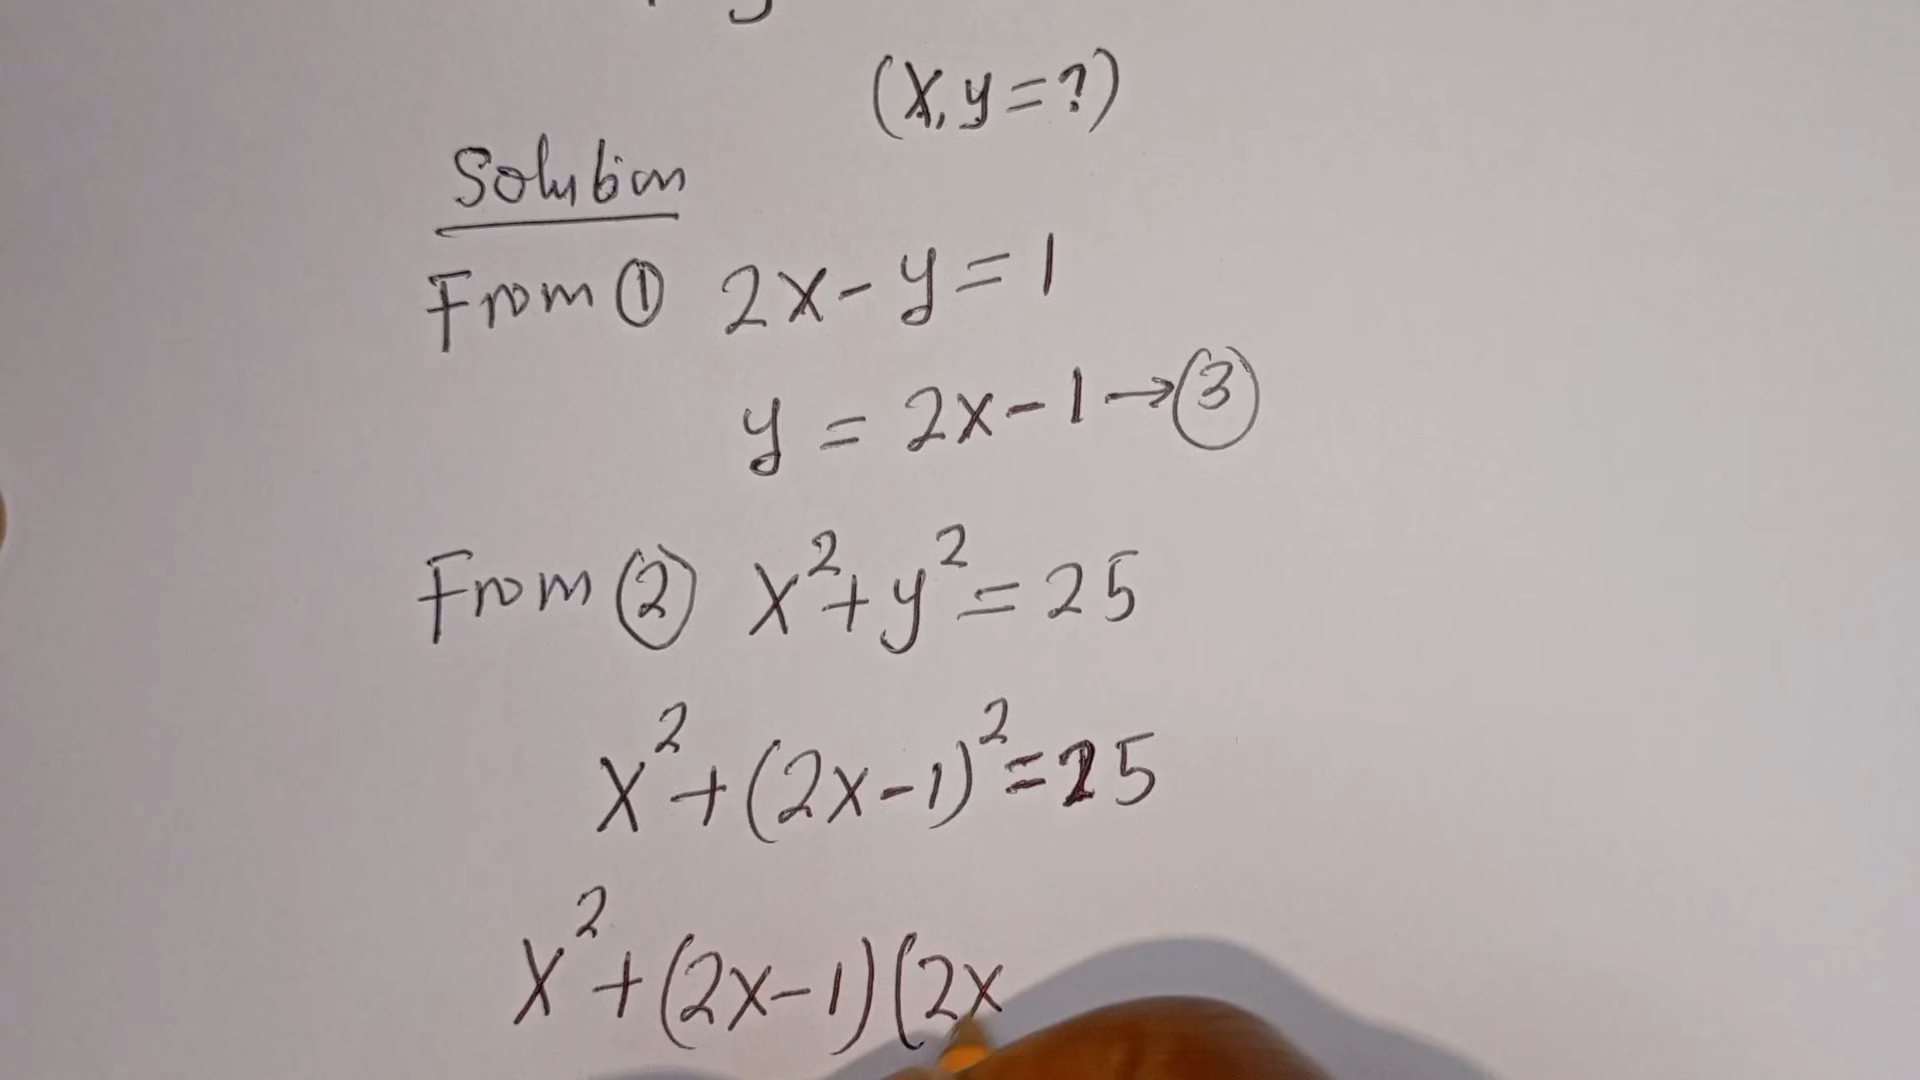 (x, y = ?)
Solution
From ① 2x - y = 1
y = 2x - 1 → ③
From ② x² + y² = 25
x² + (2x - 1)² = 25
x² + (2x - 1)(2x